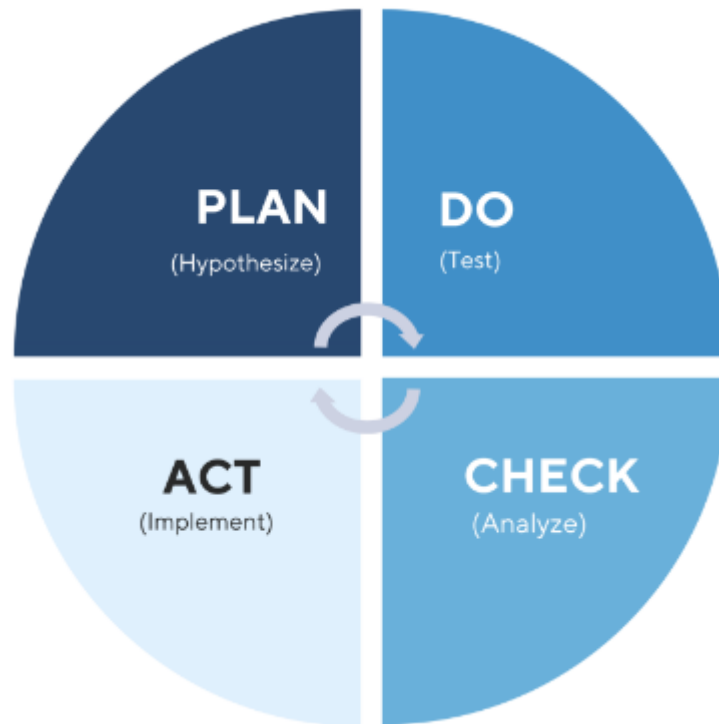 PLAN
(Hypothesize)
DO
(Test)
CHECK
(Analyze)
ACT
(Implement)